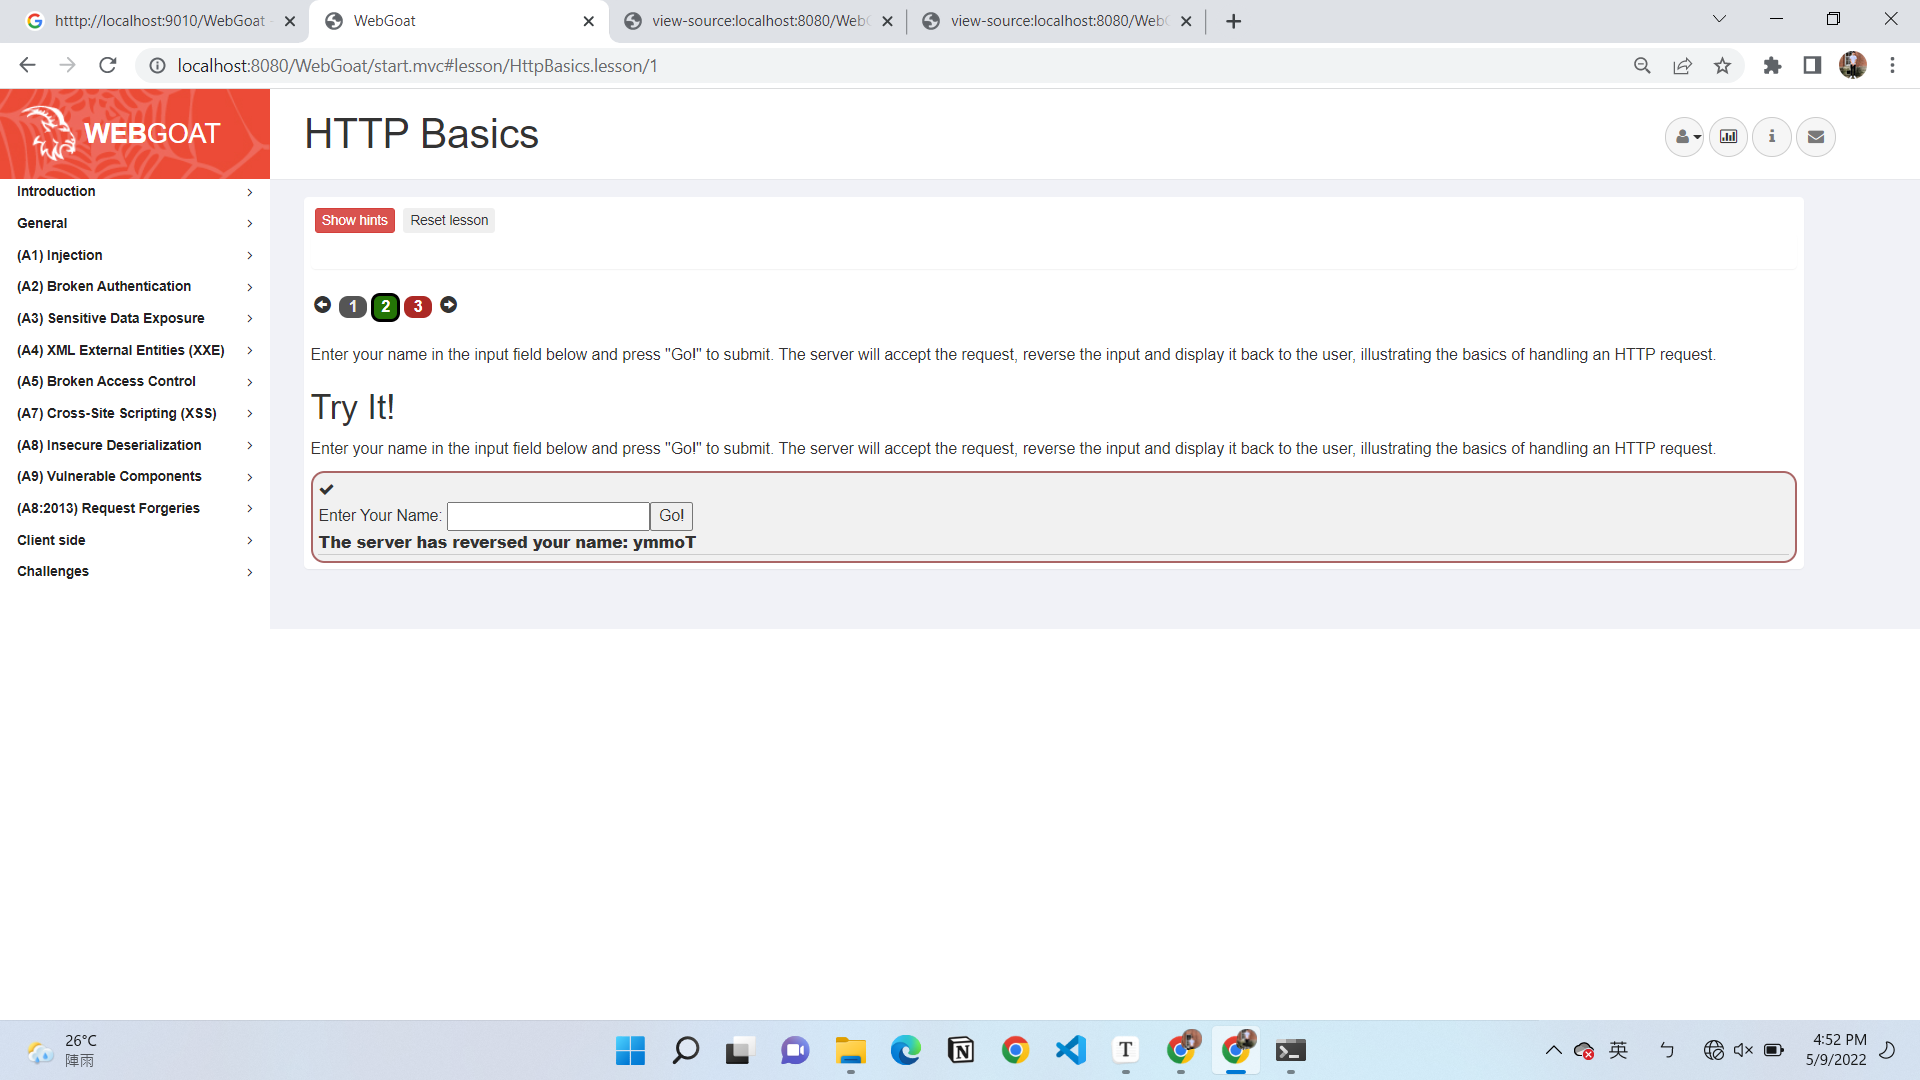 htttp://localhost:9010/WebGoat
WebGoat
view-source:localhost:8080/Web
view-source:localhost:8080/Web
localhost:8080/WebGoat/start.mvc#lesson/HttpBasics.lesson/1
WEBGOAT
HTTP Basics
Introduction
General
(A1) Injection
(A2) Broken Authentication
(A3) Sensitive Data Exposure
(A4) XML External Entities (XXE)
(A5) Broken Access Control
(A7) Cross-Site Scripting (XSS)
(A8) Insecure Deserialization
(A9) Vulnerable Components
(A8:2013) Request Forgeries
Client side
Challenges
Show hints Reset lesson
1 2 3
Enter your name in the input field below and press "Go!" to submit. The server will accept the request, reverse the input and display it back to the user, illustrating the basics of handling an HTTP request.
Try It!
Enter your name in the input field below and press "Go!" to submit. The server will accept the request, reverse the input and display it back to the user, illustrating the basics of handling an HTTP request.
Enter Your Name: Go!
The server has reversed your name: ymmoT
26°C
陣雨
英 ㄅ
4:52 PM
5/9/2022